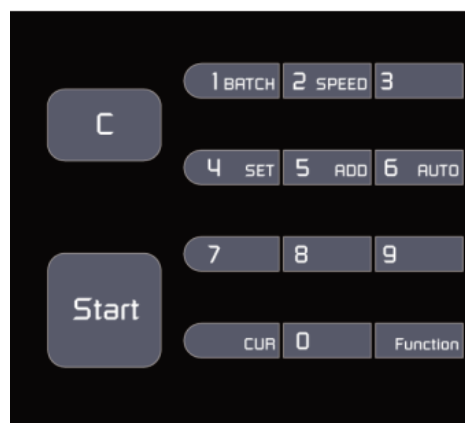 1 BATCH 2 SPEED 3
C
4 SET 5 ADD 6 AUTO
7 8 9
Start
CUR 0 Function